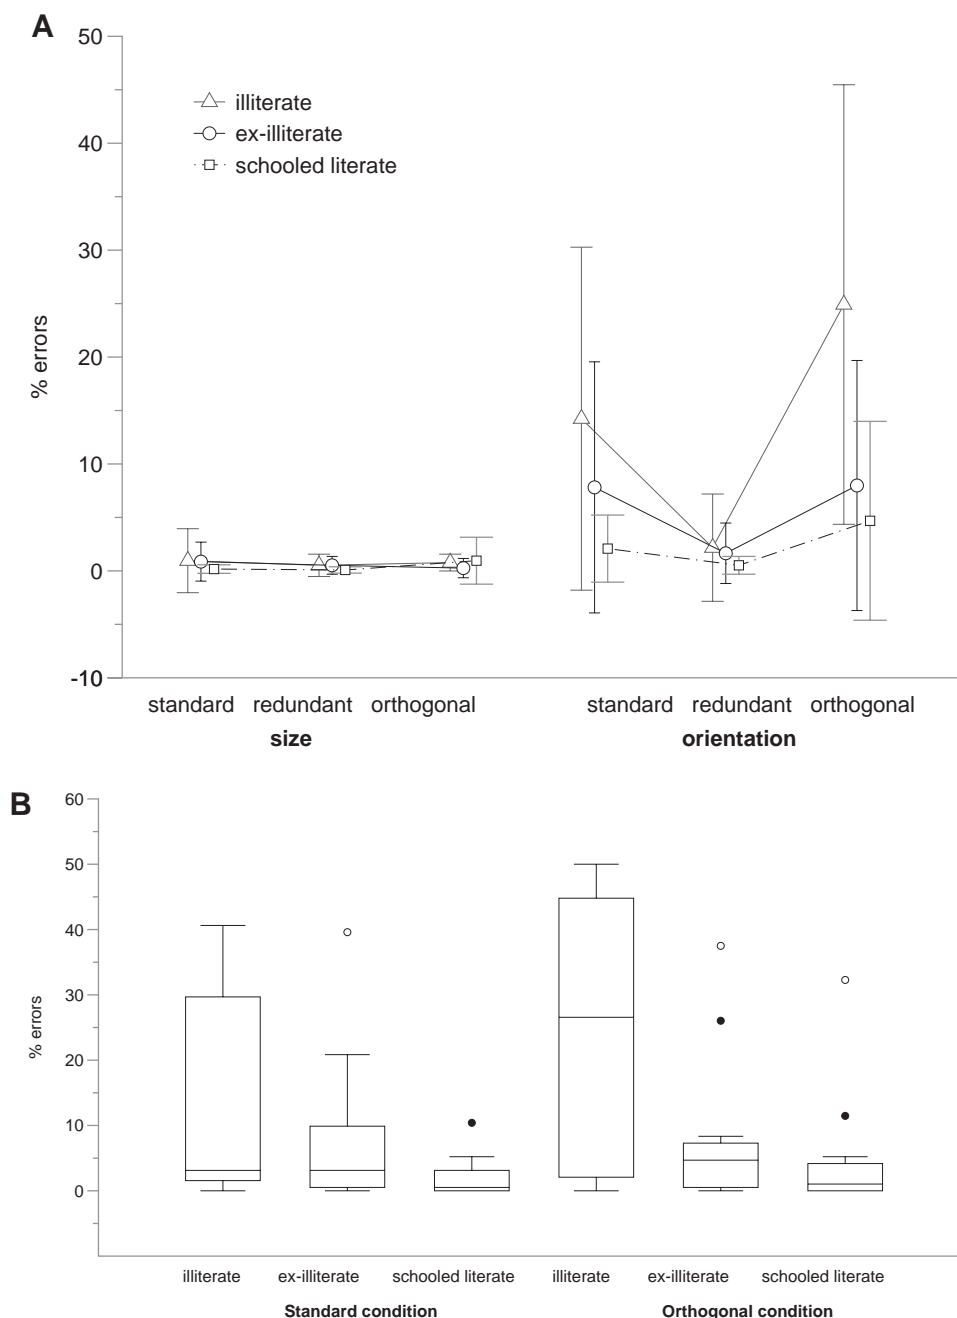 A
50
illiterate
ex-illiterate
schooled literate
40
30
% errors
20
10
0
-10
standard redundant orthogonal standard redundant orthogonal
size orientation
B
60
50
40
30
% errors
20
10
0
illiterate ex-illiterate schooled literate illiterate ex-illiterate schooled literate
Standard condition Orthogonal condition